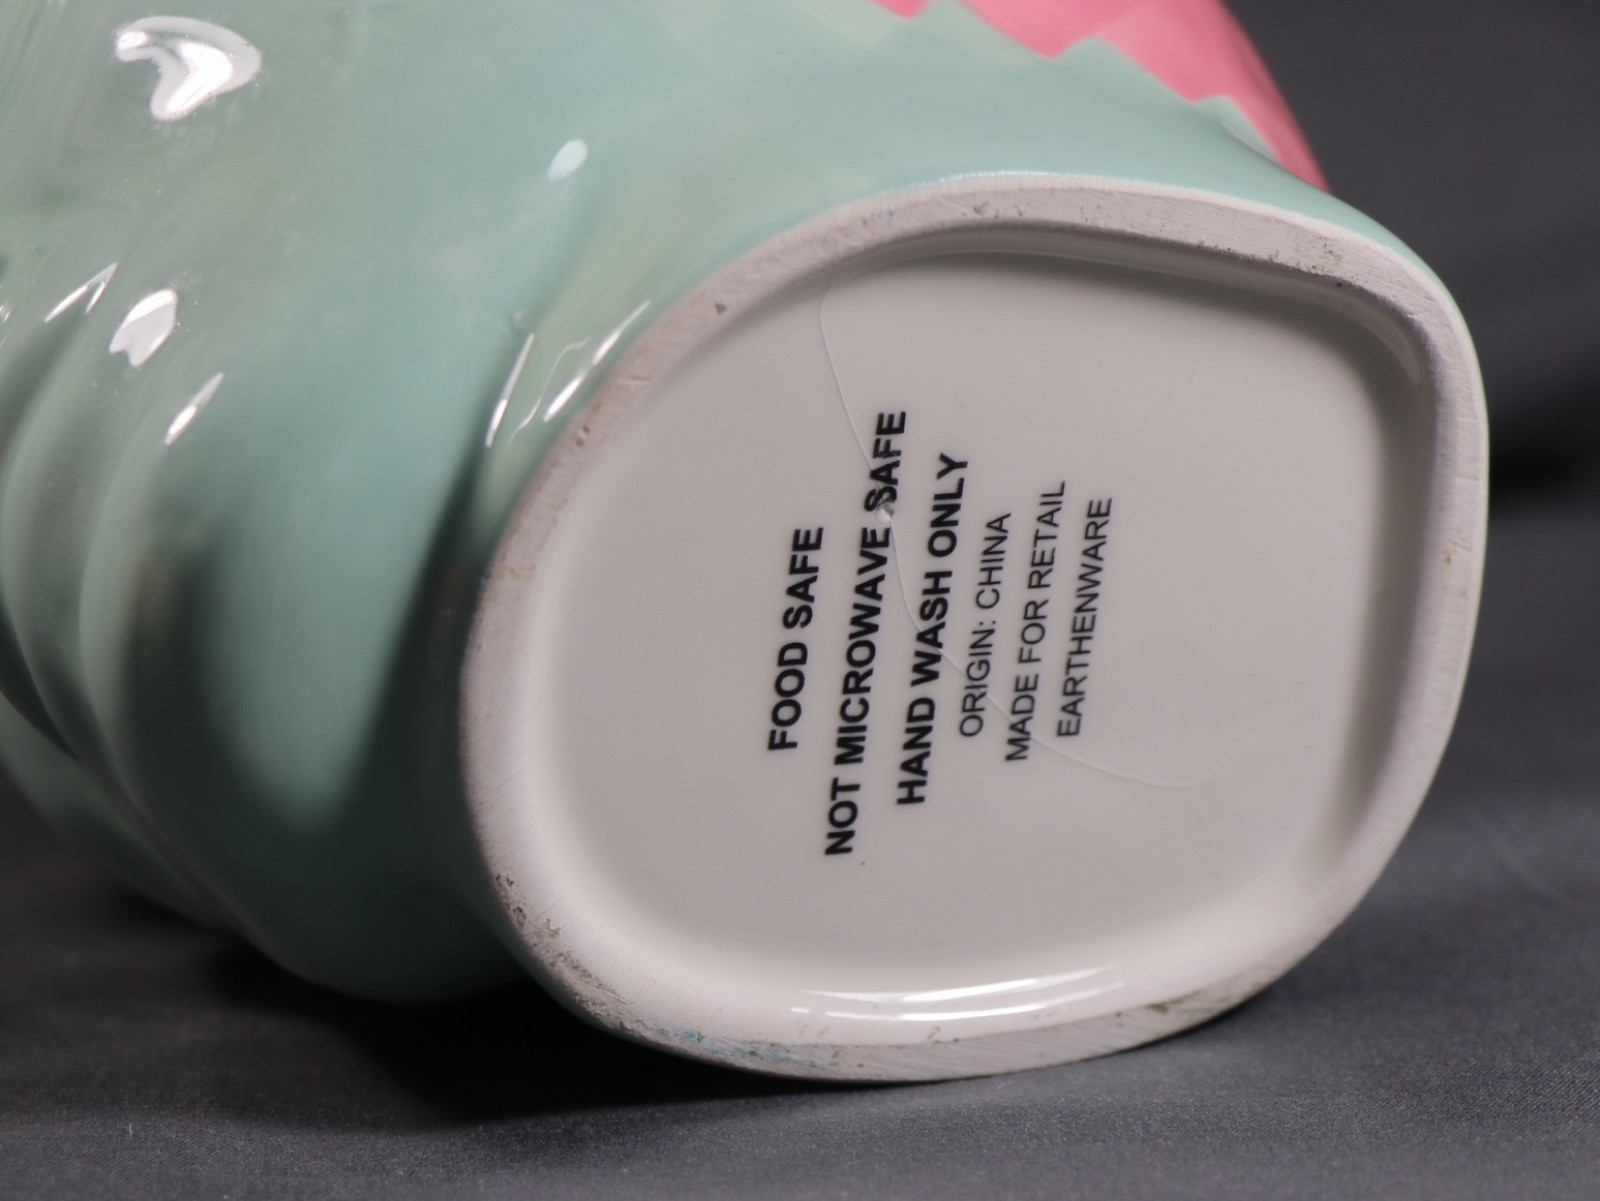 FOOD SAFE
NOT MICROWAVE SAFE
HAND WASH ONLY
ORIGIN: CHINA
MADE FOR RETAIL
EARTHENWARE